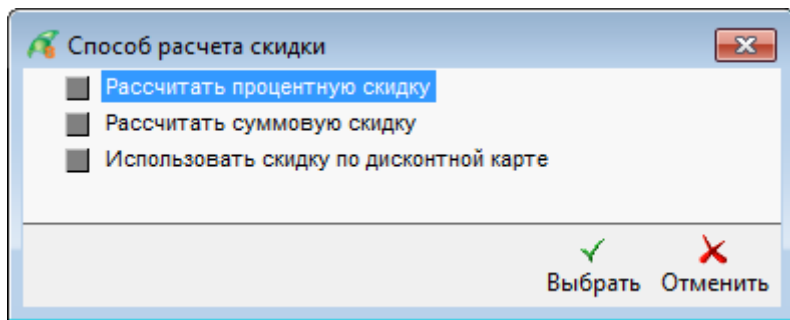 Способ расчета скидки
Рассчитать процентную скидку
Рассчитать суммовую скидку
Использовать скидку по дисконтной карте
Выбрать Отменить